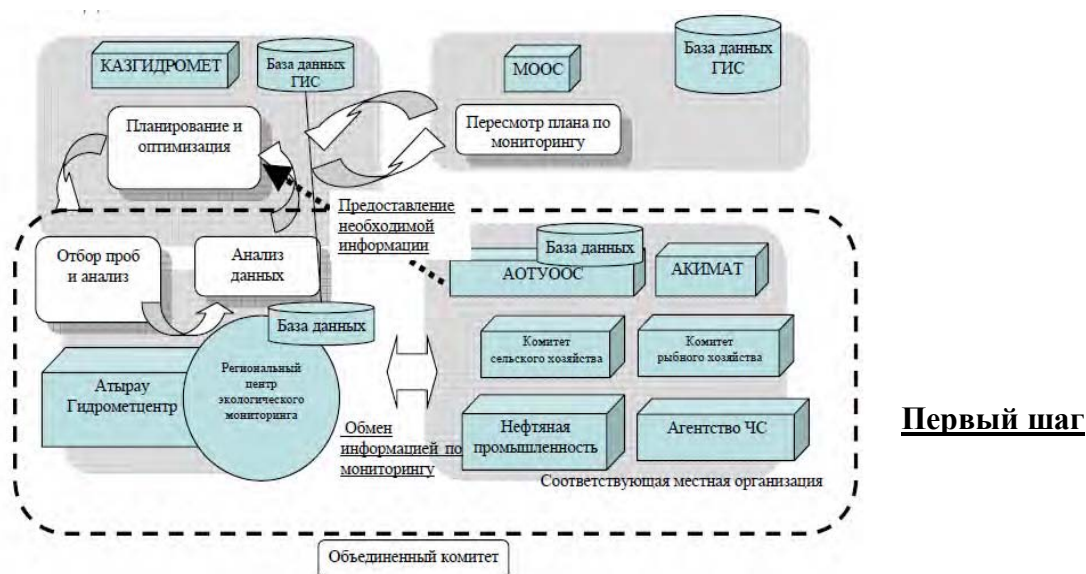 КАЗГИДРОМЕТ
База данных
ГИС
МООС
База данных
ГИС
Планирование и
оптимизация
Пересмотр плана по
мониторингу
Предоставление
необходимой
информации
Отбор проб
и анализ
Анализ
данных
База данных
АОТУООС
АКИМАТ
База данных
Комитет
сельского хозяйства
Комитет
рыбного хозяйства
Атырау
Гидрометцентр
Региональный
центр
экологического
мониторинга
Обмен
информацией по
мониторингу
Нефтяная
промышленность
Агентство ЧС
Соответствующая местная организация
Первый шаг
Объединенный комитет